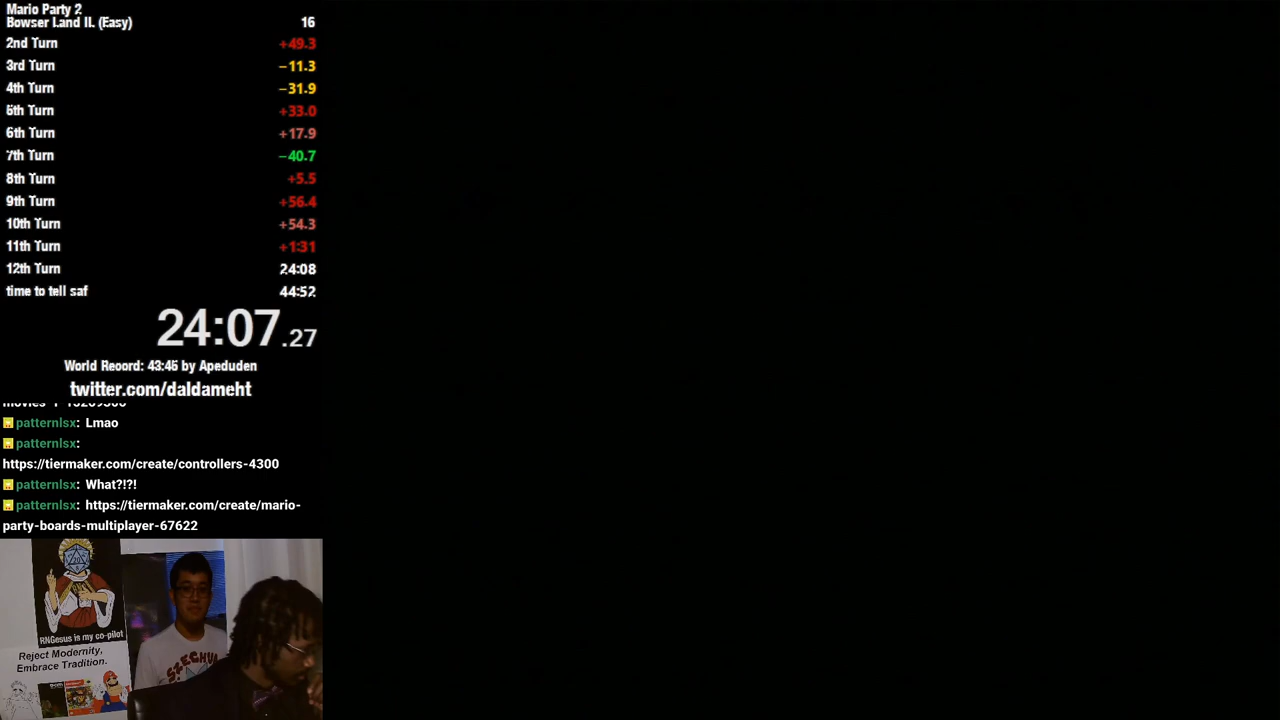 Mario Party 2
Bowser Land IL (Easy) 16
2nd Turn +49.3
3rd Turn −11.3
4th Turn −31.9
5th Turn +33.0
6th Turn +17.9
7th Turn −40.7
8th Turn +5.5
9th Turn +56.4
10th Turn +54.3
11th Turn +1:31
12th Turn 24:08
time to tell saf 44:52
24:07.27
World Record: 43:45 by Apeduden
twitter.com/daldameht
patternlsx: Lmao
patternlsx:
https://tiermaker.com/create/controllers-4300
patternlsx: What?!?!
patternlsx: https://tiermaker.com/create/mario-
party-boards-multiplayer-67622
RNGesus is my co-pilot
Reject Modernity,
Embrace Tradition.
SZECHUA